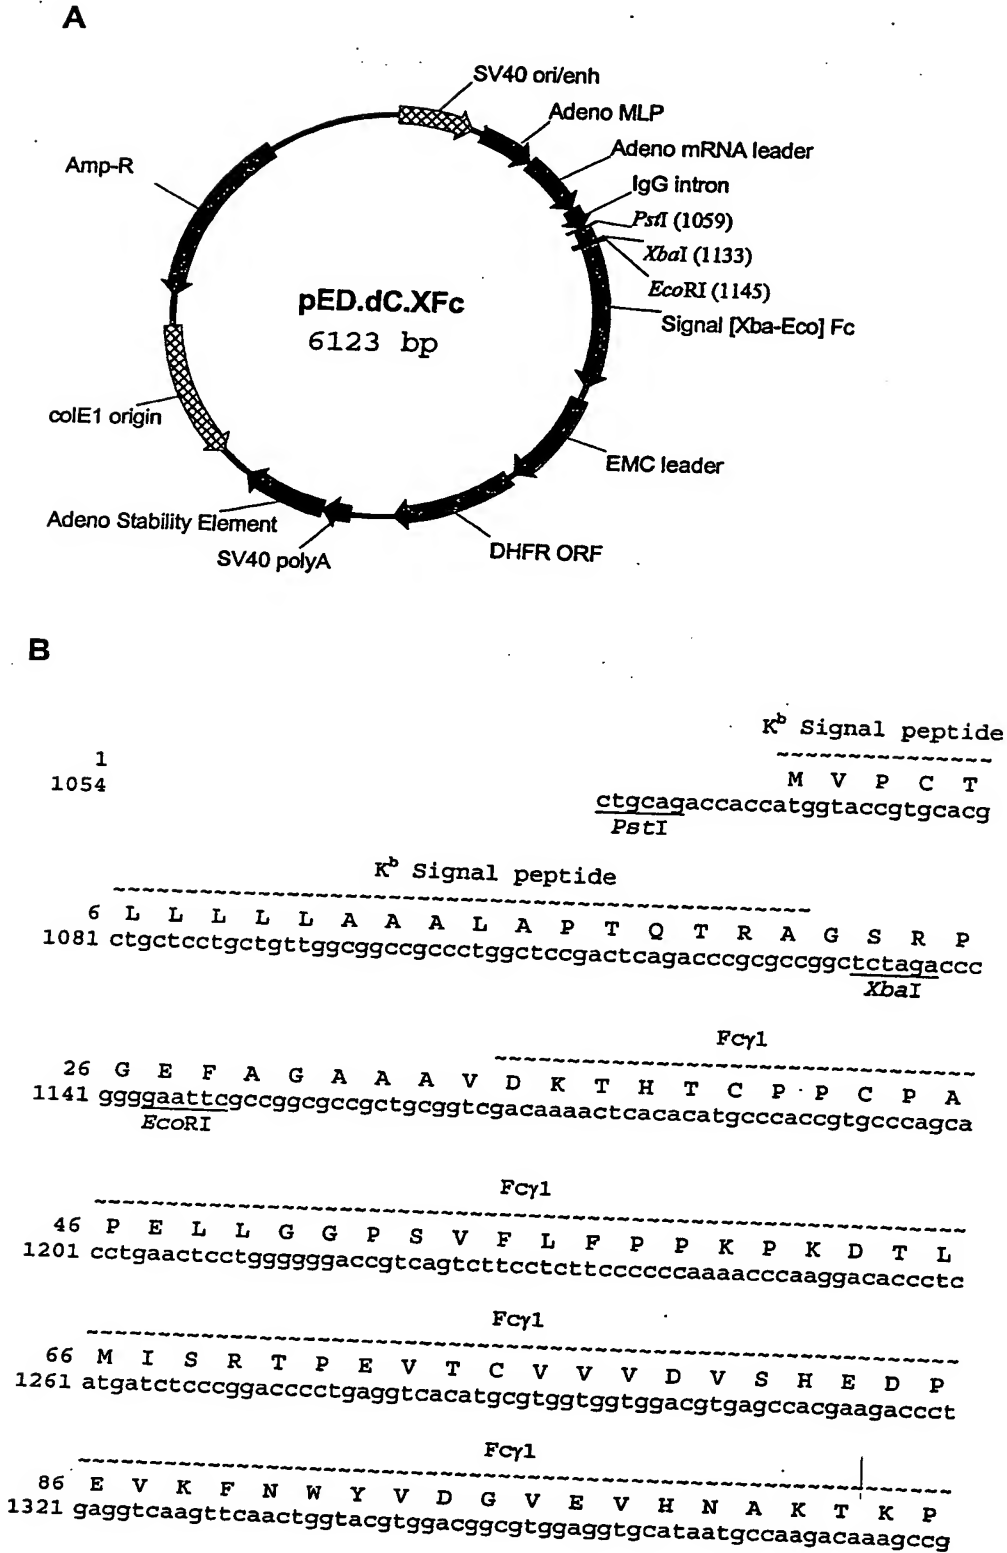 A
SV40 ori/enh
Adeno MLP
Adeno mRNA leader
IgG intron
PstI (1059)
XbaI (1133)
EcoRI (1145)
Signal [Xba-Eco] Fc
Amp-R
pED.dC.XFc
6123 bp
colE1 origin
EMC leader
Adeno Stability Element
SV40 polyA
DHFR ORF
B
Kᵇ Signal peptide
1 M V P C T
1054 ctgcagaccaccatggtaccgtgcacg
PstI
Kᵇ Signal peptide
6 L L L L L A A A L A P T Q T R A G S R P
1081 ctgctcctgctgttggcggccgccctggctccgactcagacccgcgccggctctagaccc
XbaI
Fcγ1
26 G E F A G A A A V D K T H T C P P C P A
1141 ggggaattcgccggcgccgctgcggtcgacaaaactcacacatgcccaccgtgcccagca
EcoRI
Fcγ1
46 P E L L G G P S V F L F P P K P K D T L
1201 cctgaactcctggggggaccgtcagtcttcctcttccccccaaaacccaaggacaccctc
Fcγ1
66 M I S R T P E V T C V V V D V S H E D P
1261 atgatctcccggacccctgaggtcacatgcgtggtggtggacgtgagccacgaagaccct
Fcγ1
86 E V K F N W Y V D G V E V H N A K T K P
1321 gaggtcaagttcaactggtacgtggacggcgtggaggtgcataatgccaagacaaagccg